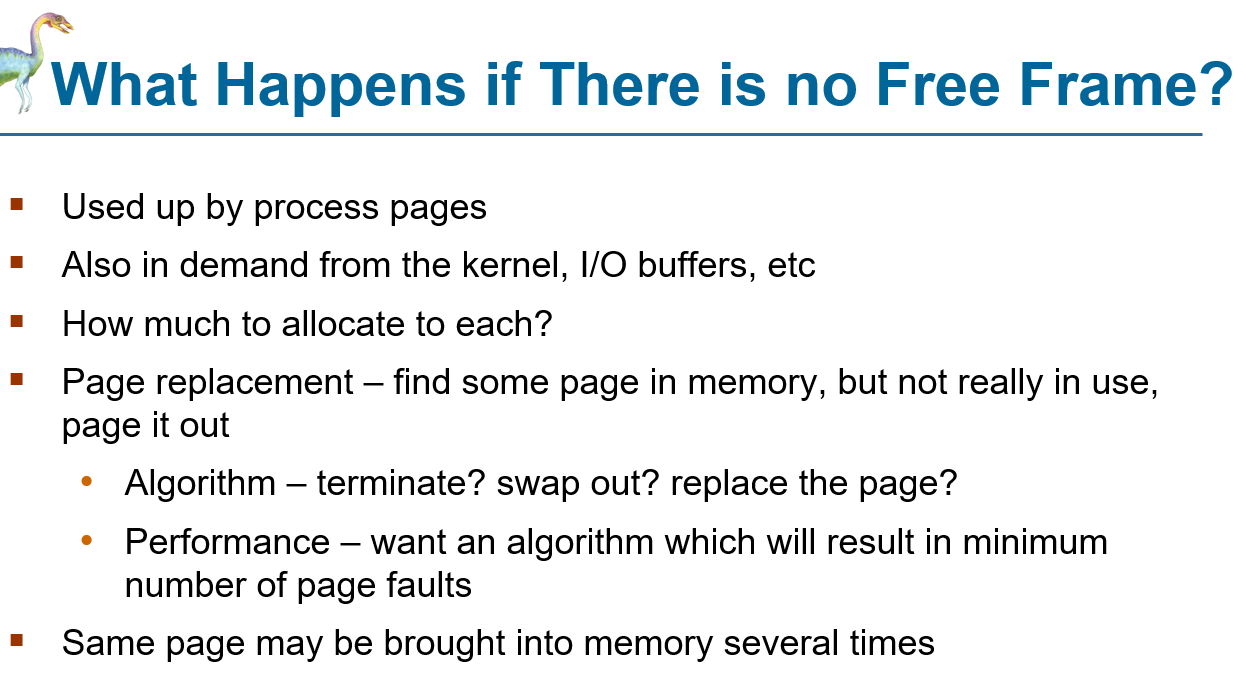 What Happens if There is no Free Frame?
▪ Used up by process pages
▪ Also in demand from the kernel, I/O buffers, etc
▪ How much to allocate to each?
▪ Page replacement – find some page in memory, but not really in use,
page it out
• Algorithm – terminate? swap out? replace the page?
• Performance – want an algorithm which will result in minimum
number of page faults
▪ Same page may be brought into memory several times